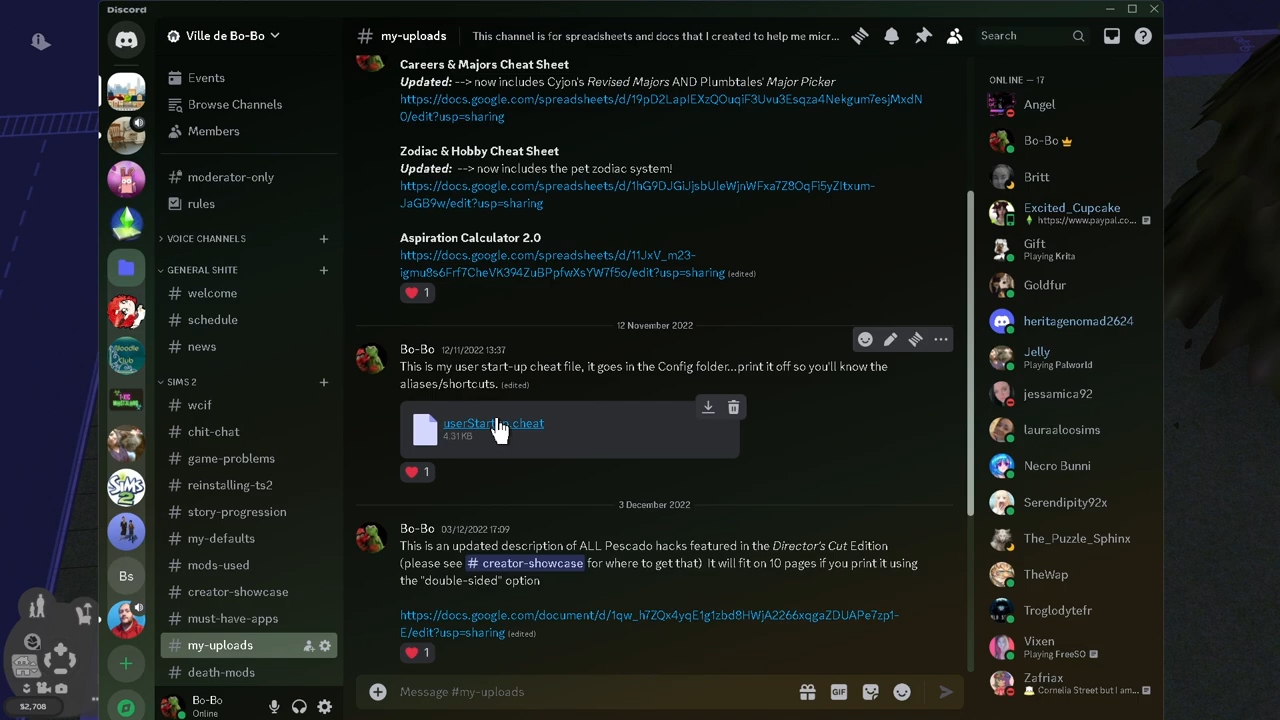 Discord
Ville de Bo-Bo
Events
Browse Channels
Members
moderator-only
rules
VOICE CHANNELS
GENERAL SHITE
welcome
schedule
news
SIMS 2
wcif
chit-chat
game-problems
reinstalling-ts2
story-progression
my-defaults
mods-used
creator-showcase
must-have-apps
my-uploads
death-mods
Bo-Bo
Online
Bs
$2,708
# my-uploads This channel is for spreadsheets and docs that I created to help me micr...
Search
Careers & Majors Cheat Sheet
Updated: --> now includes Cyjon's Revised Majors AND Plumbtales' Major Picker
https://docs.google.com/spreadsheets/d/19pD2LapIEXzQOuqiF3Uvu3Esqza4Nekgum7esjMxdN
0/edit?usp=sharing
Zodiac & Hobby Cheat Sheet
Updated: --> now includes the pet zodiac system!
https://docs.google.com/spreadsheets/d/1hG9DJGiJjsbUleWjnWFxa7Z8OqFi5yZltxum-
JaGB9w/edit?usp=sharing
Aspiration Calculator 2.0
https://docs.google.com/spreadsheets/d/11JxV_m23-
igmu8s6Frf7CheVK394ZuBPpfwXsYW7f5o/edit?usp=sharing (edited)
1
12 November 2022
Bo-Bo 12/11/2022 13:37
This is my user start-up cheat file, it goes in the Config folder...print it off so you'll know the
aliases/shortcuts. (edited)
4.31 KB
1
3 December 2022
Bo-Bo 03/12/2022 17:09
This is an updated description of ALL Pescado hacks featured in the Director's Cut Edition
(please see # creator-showcase for where to get that) It will fit on 10 pages if you print it using
the "double-sided" option
https://docs.google.com/document/d/1qw_h7ZQx4yqE1g1zbd8HWjA2266xqgaZDUAPe7zp1-
E/edit?usp=sharing (edited)
1
Message #my-uploads
GIF
ONLINE — 17
Angel
Bo-Bo
Britt
Excited_Cupcake
https://www.paypal.co...
Gift
Playing Krita
Goldfur
heritagenomad2624
Jelly
Playing Palworld
jessamica92
lauraaloosims
Necro Bunni
Serendipity92x
The_Puzzle_Sphinx
TheWap
Troglodytefr
Vixen
Playing FreeSO
Zafriax
Cornelia Street but I am...